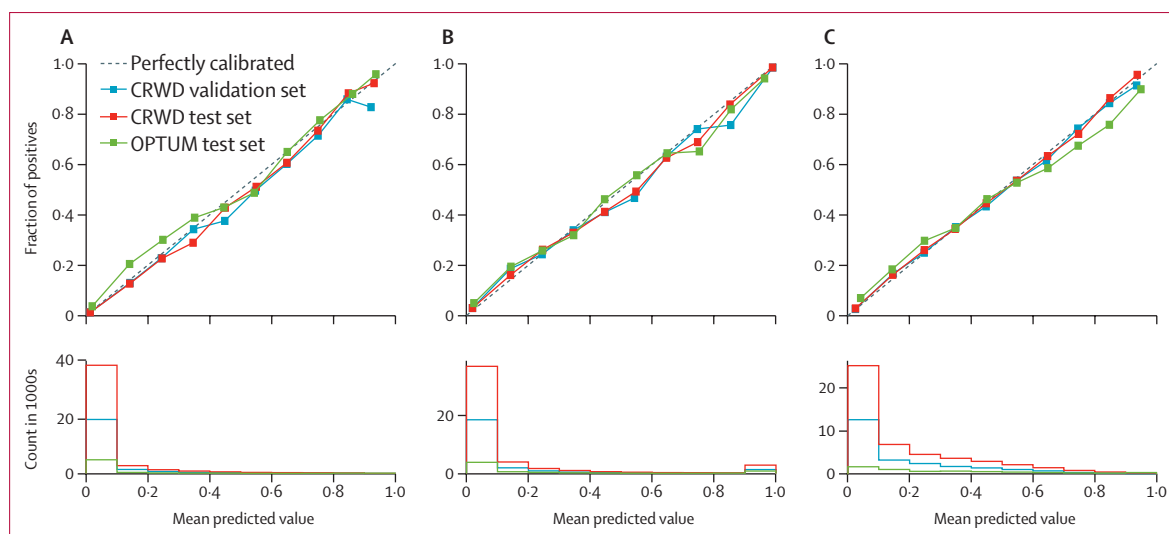 A
B
C
Perfectly calibrated
CRWD validation set
CRWD test set
OPTUM test set
Fraction of positives
1·0
0·8
0·6
0·4
0·2
0
1·0
0·8
0·6
0·4
0·2
0
1·0
0·8
0·6
0·4
0·2
0
Count in 1000s
40
20
0
20
0
20
10
0
0 0·2 0·4 0·6 0·8 1·0
0 0·2 0·4 0·6 0·8 1·0
0 0·2 0·4 0·6 0·8 1·0
Mean predicted value
Mean predicted value
Mean predicted value